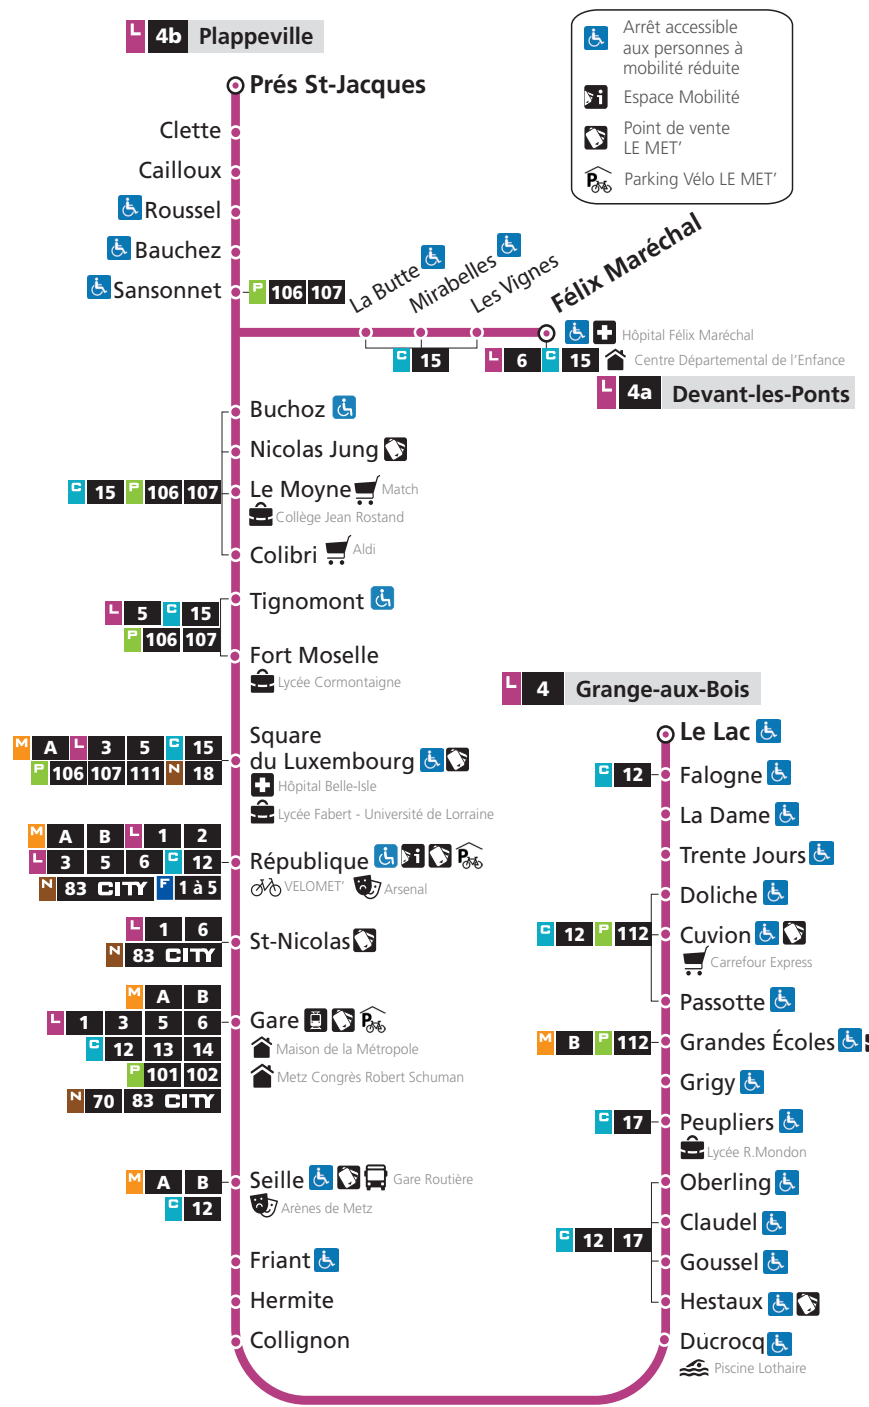 L 4b Plappeville
Arrêt accessible
aux personnes à
mobilité réduite
Espace Mobilité
Point de vente
LE MET'
P Parking Vélo LE MET'
Prés St-Jacques
Clette
Cailloux
Roussel
Bauchez
Sansonnet P 106 107
La Butte
Mirabelles
Les Vignes
Félix Maréchal
Hôpital Félix Maréchal
C 15
L 6 C 15 Centre Départemental de l'Enfance
L 4a Devant-les-Ponts
Buchoz
Nicolas Jung
C 15 P 106 107
Le Moyne Match
Collège Jean Rostand
Colibri Aldi
L 5 C 15
P 106 107
Tignomont
Fort Moselle
Lycée Cormontaigne
M A L 3 5 C 15
P 106 107 111 N 18
Square
du Luxembourg
Hôpital Belle-Isle
Lycée Fabert - Université de Lorraine
M A B L 1 2
L 3 5 6 C 12
N 83 CITY F 1 à 5
République P
VELOMET' Arsenal
L 1 6
N 83 CITY
St-Nicolas
M A B
L 1 3 5 6
C 12 13 14
P 101 102
N 70 83 CITY
Gare P
Maison de la Métropole
Metz Congrès Robert Schuman
M A B
C 12
Seille Gare Routière
Arènes de Metz
Friant
Hermite
Collignon
L 4 Grange-aux-Bois
Le Lac
C 12 Falogne
La Dame
Trente Jours
Doliche
C 12 P 112 Cuvion
Carrefour Express
Passotte
M B P 112 Grandes Écoles
Grigy
C 17 Peupliers
Lycée R.Mondon
Oberling
Claudel
C 12 17
Goussel
Hestaux
Ducrocq
Piscine Lothaire